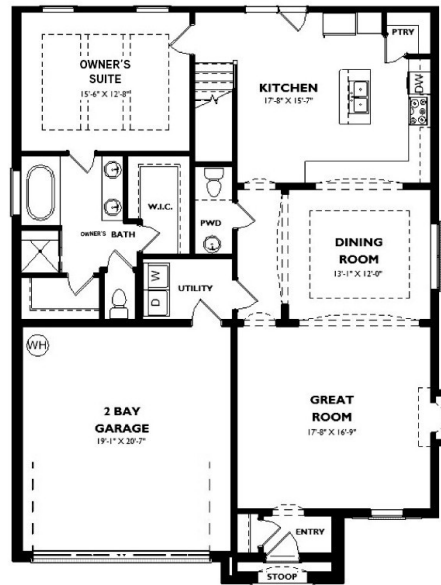 PTRY
OWNER'S
SUITE
15'-6" X 12'-8"
KITCHEN
17'-8" X 15'-7"
DW
W.I.C.
PWD
OWNER'S BATH
DINING
ROOM
13'-1" X 12'-0"
W
D
UTILITY
WH
2 BAY
GARAGE
19'-1" X 20'-7"
GREAT
ROOM
17'-8" X 16'-9"
ENTRY
STOOP